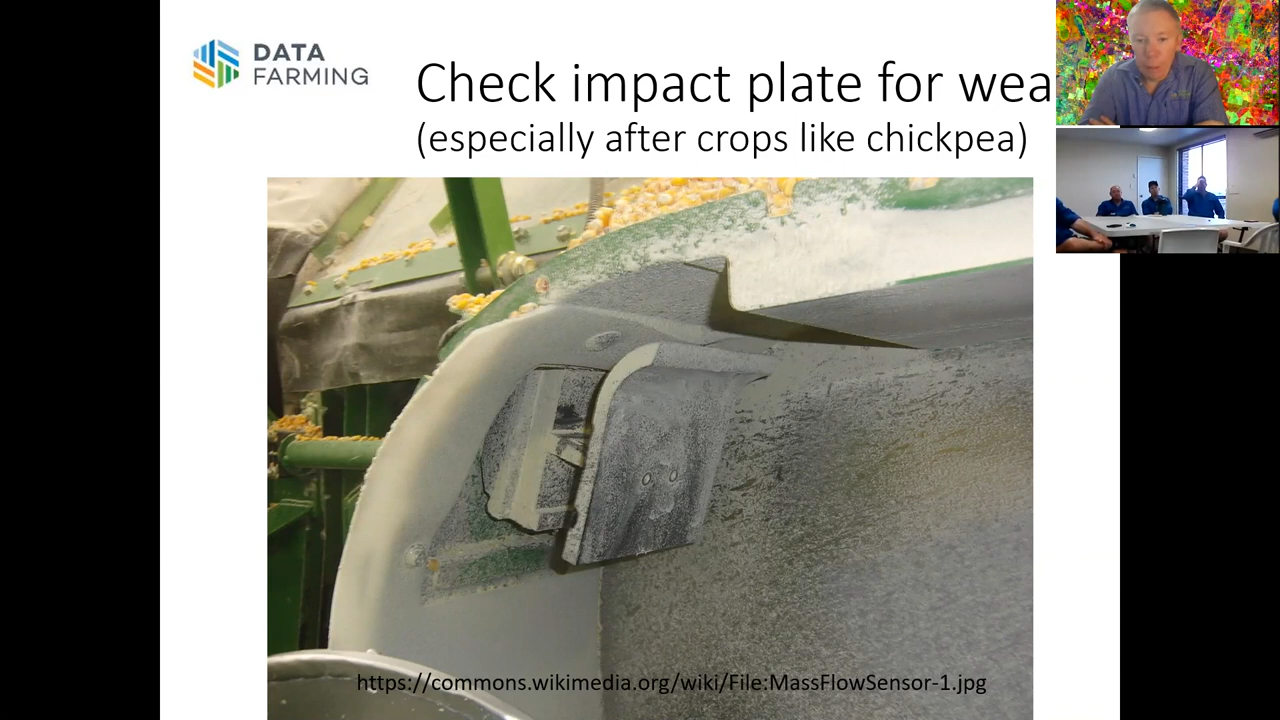 DATA
FARMING
Check impact plate for wea
(especially after crops like chickpea)
https://commons.wikimedia.org/wiki/File:MassFlowSensor-1.jpg